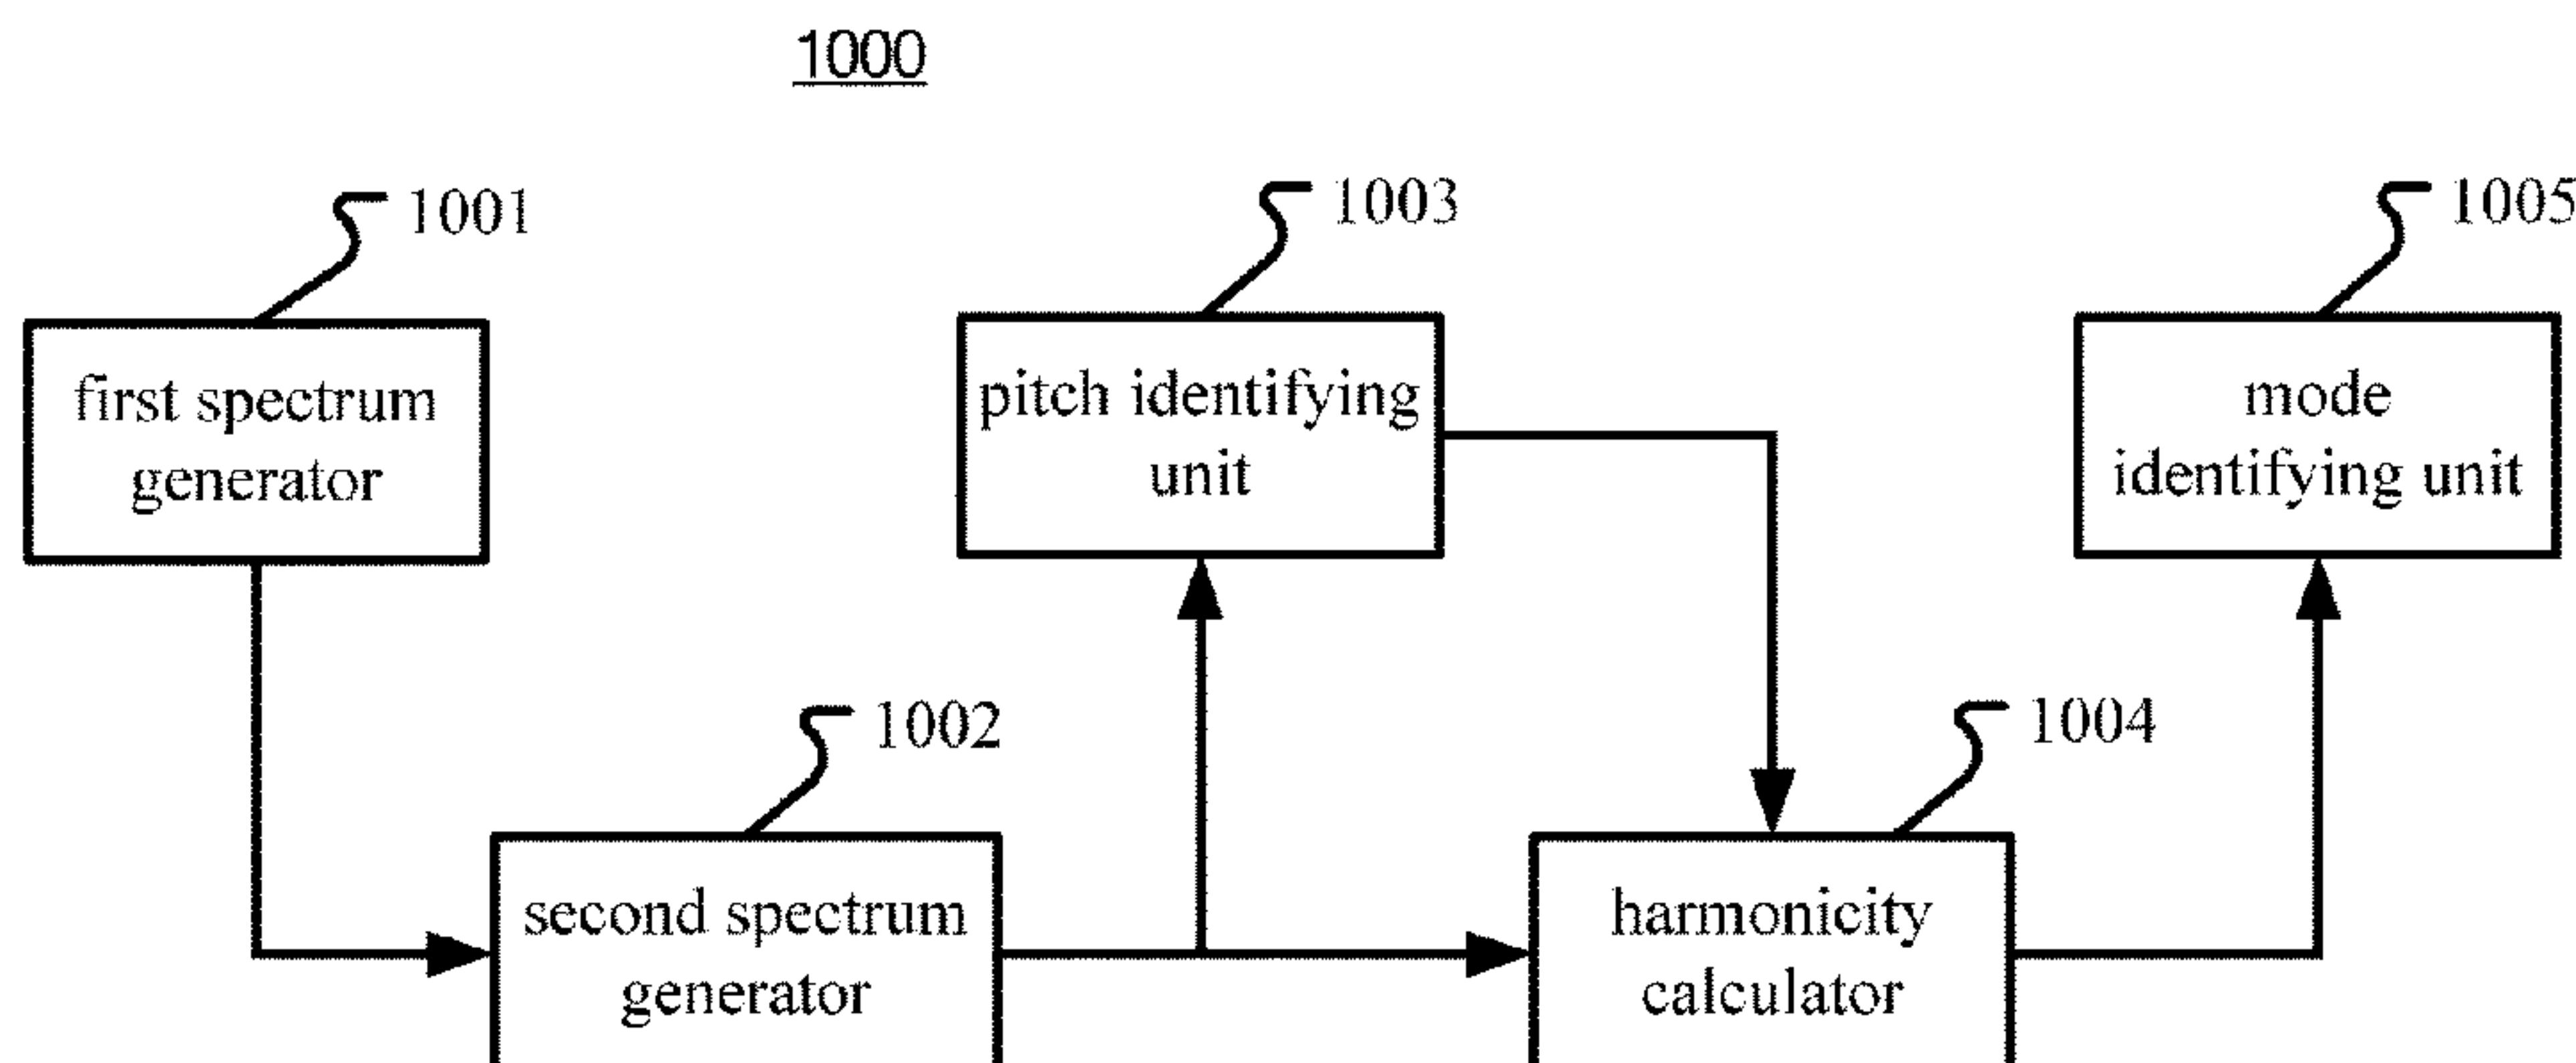 1000
1001
1003
1005
first spectrum
generator
pitch identifying
unit
mode
identifying unit
1002
1004
second spectrum
generator
harmonicity
calculator